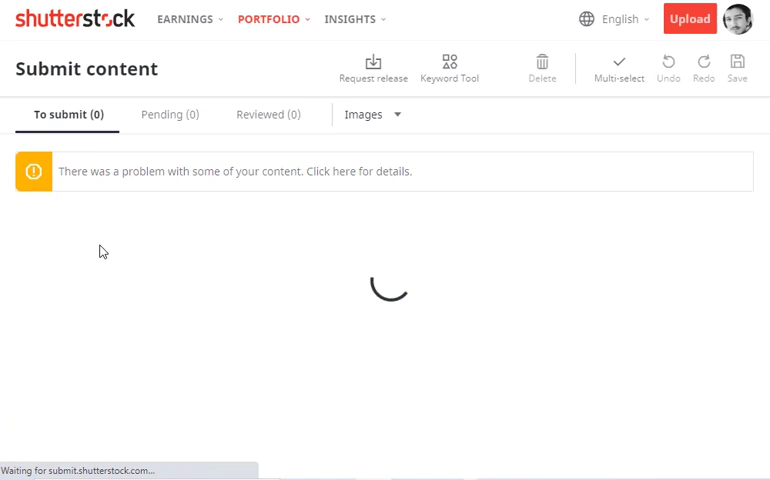 shutterstock EARNINGS PORTFOLIO INSIGHTS English Upload
Submit content Request release Keyword Tool Delete Multi-select Undo Redo Save
To submit (0) Pending (0) Reviewed (0) Images
There was a problem with some of your content. Click here for details.
Waiting for submit.shutterstock.com...